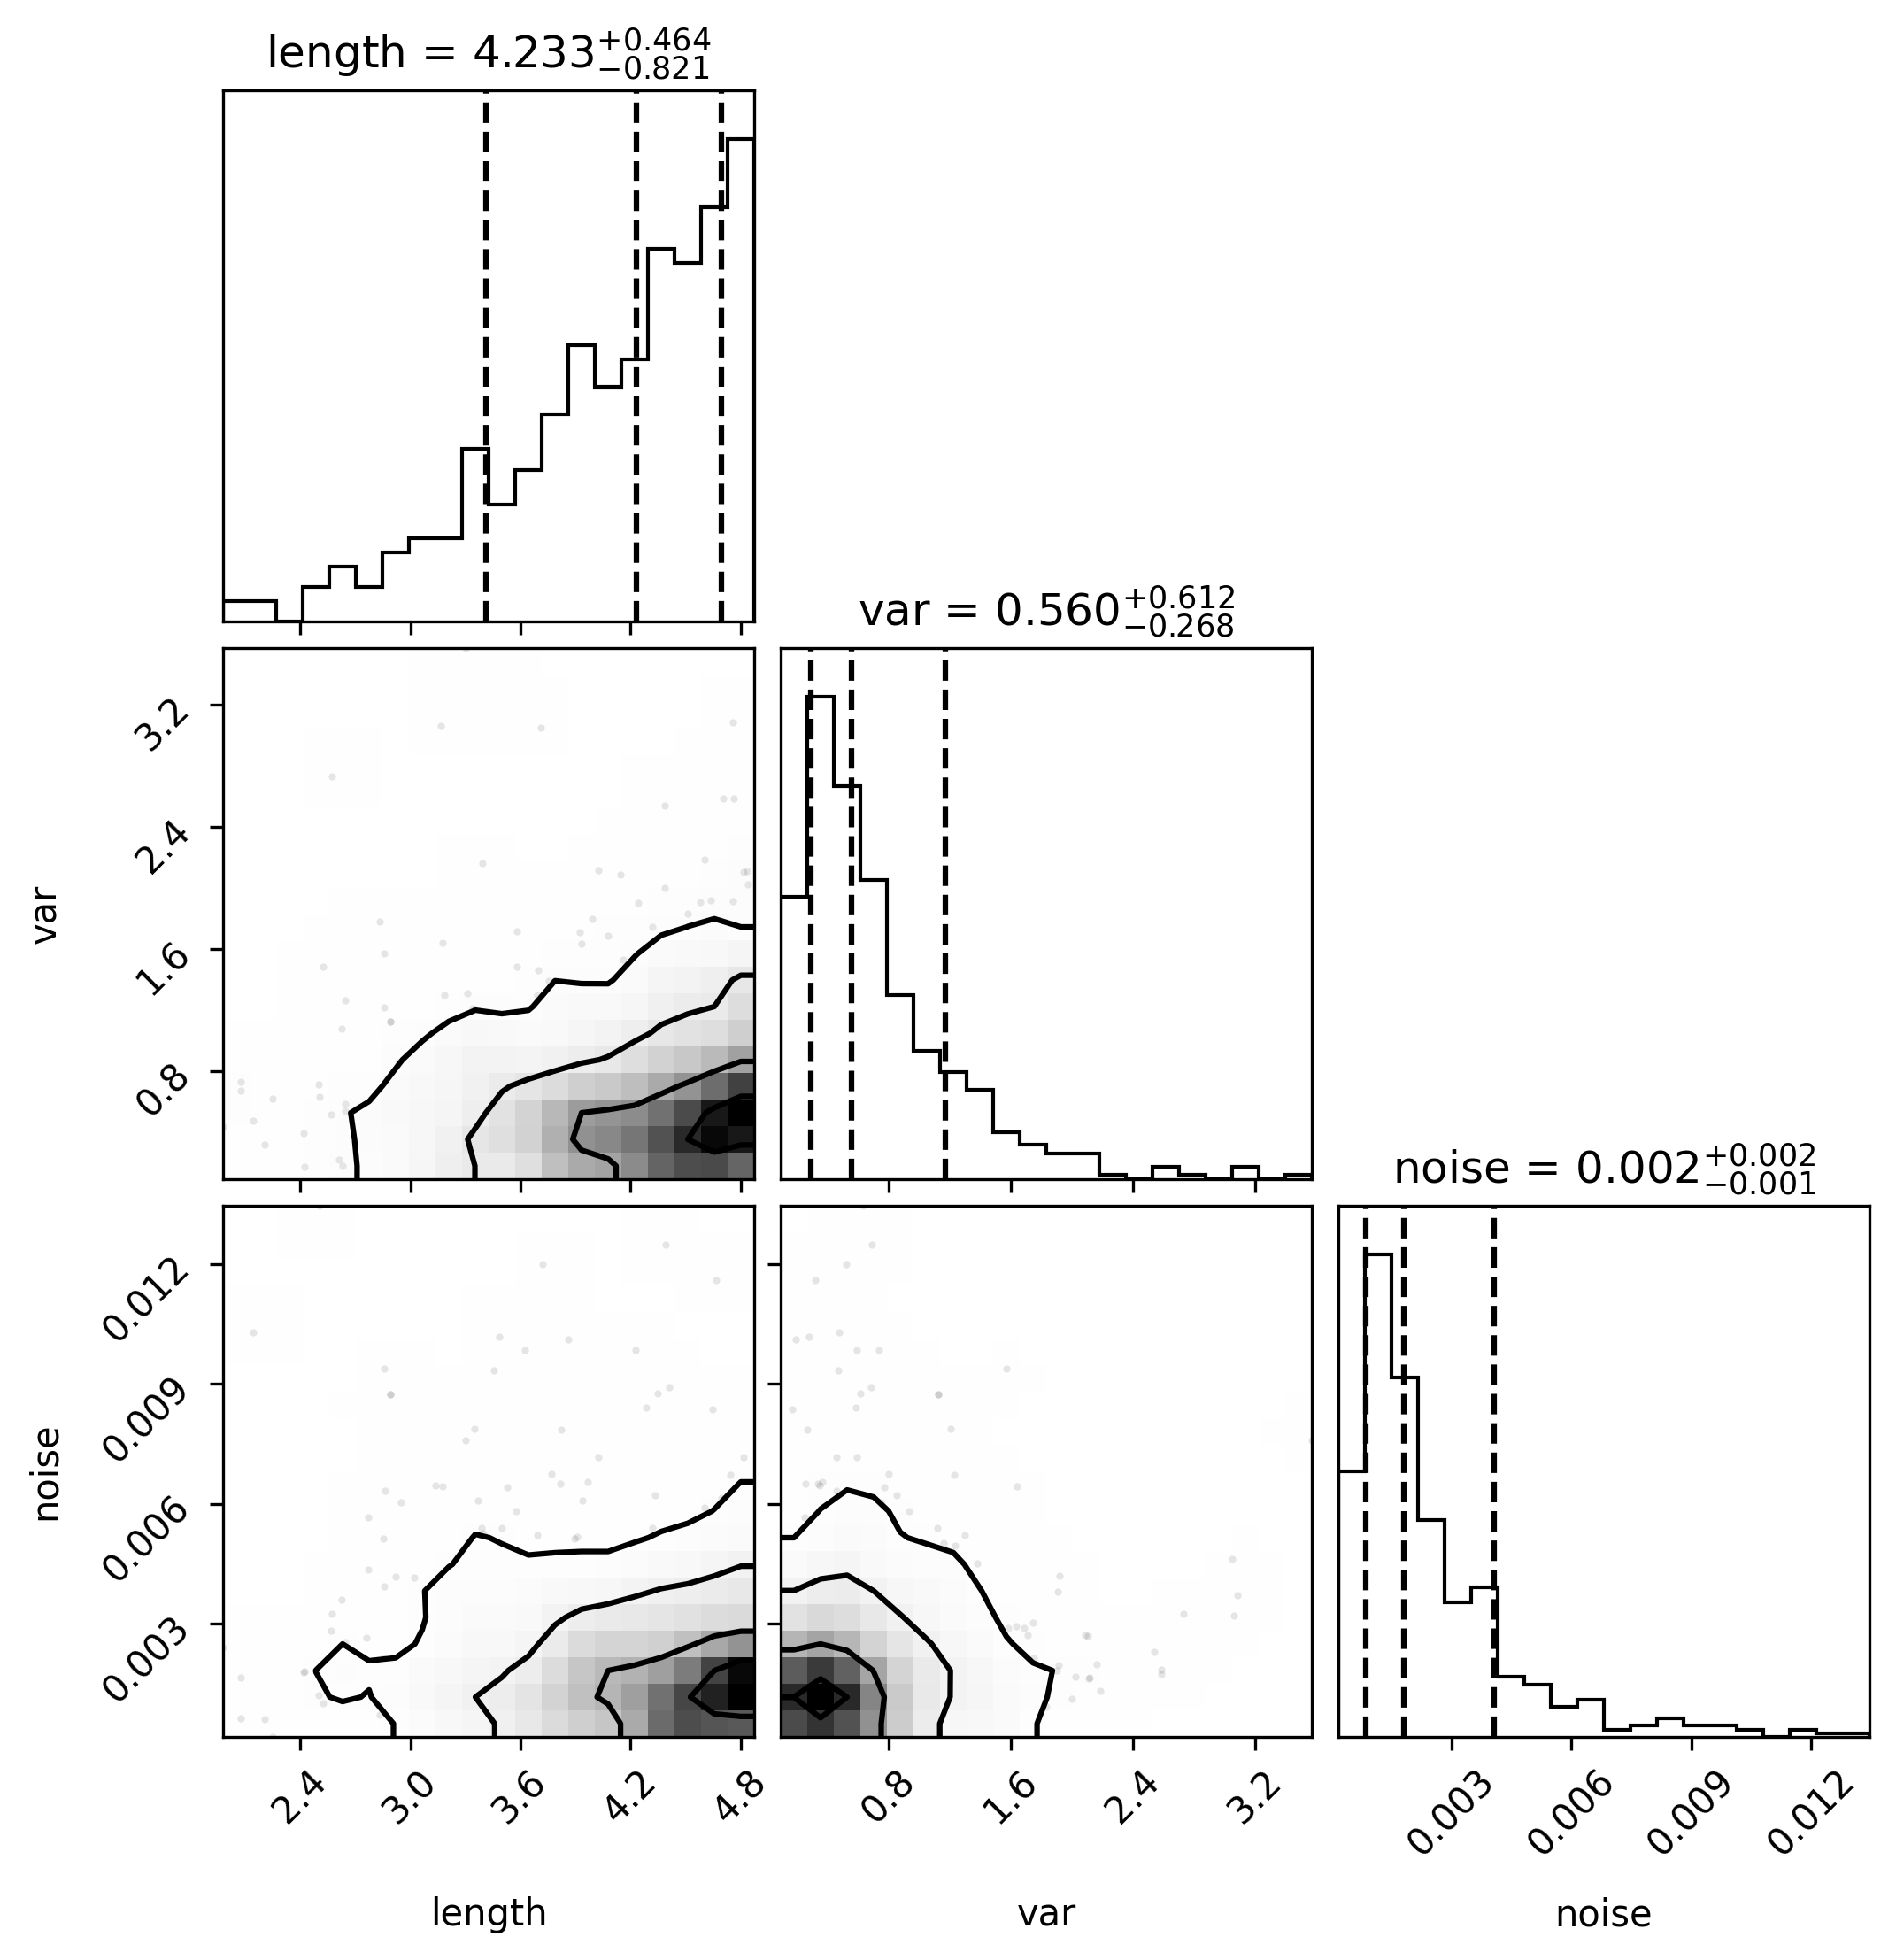 length = 4.233+0.464−0.821
var = 0.560+0.612−0.268
3.2
2.4
1.6
0.8
var
noise = 0.002+0.002−0.001
0.012
0.009
0.006
0.003
noise
2.4 3.0 3.6 4.2 4.8 0.8 1.6 2.4 3.2 0.003 0.006 0.009 0.012
length var noise